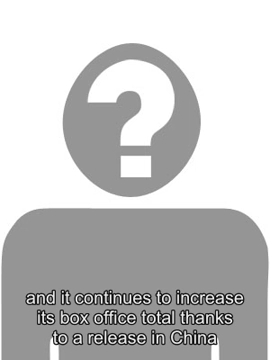 ?
and it continues to increase
its box office total thanks
to a release in China